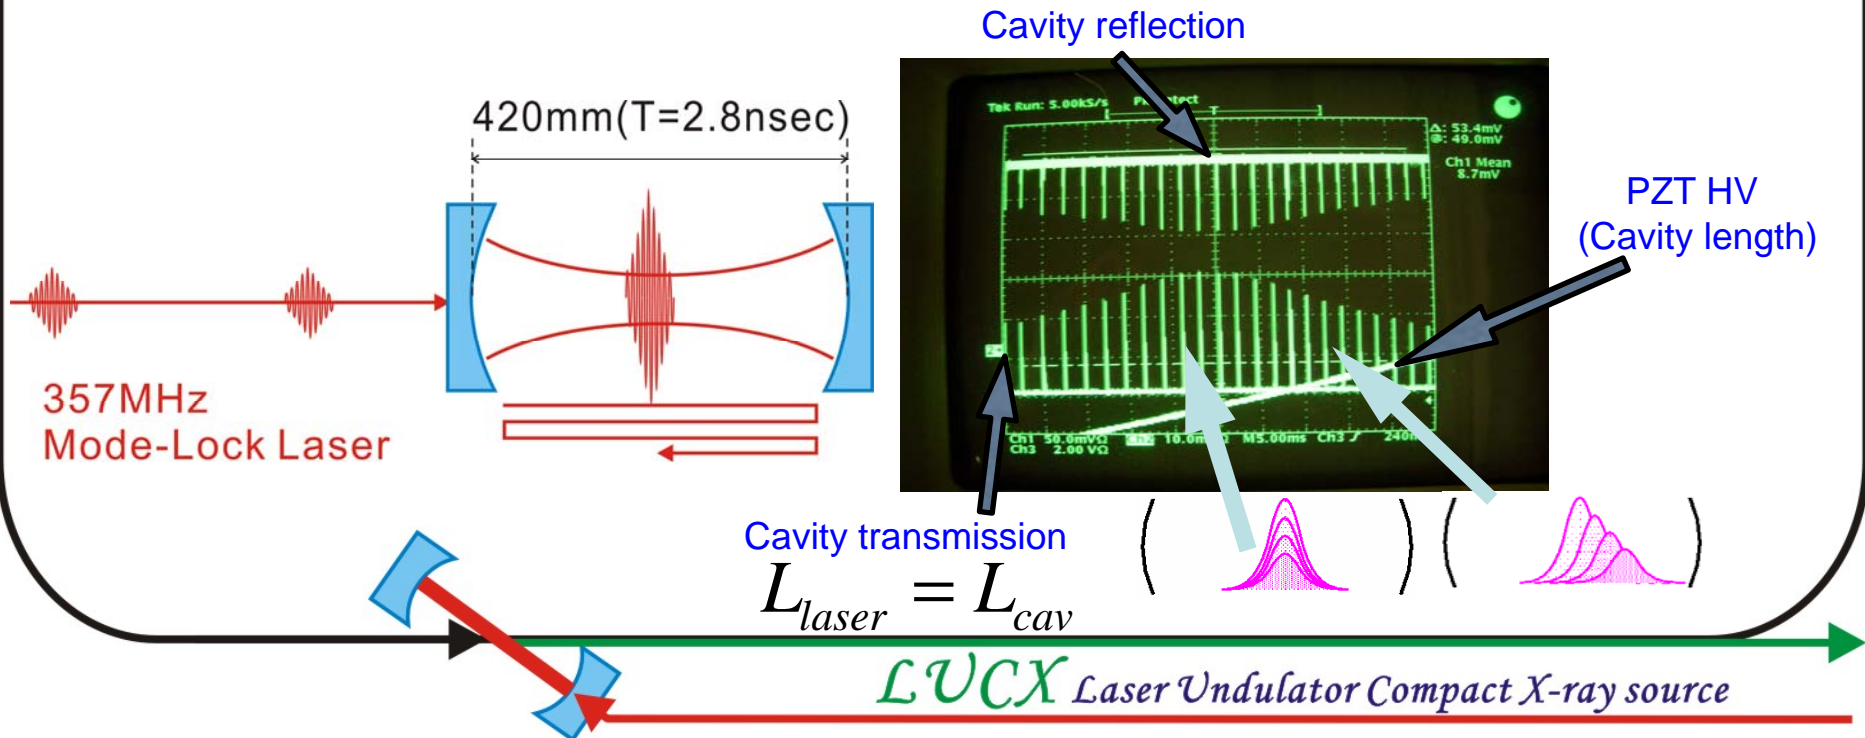 Cavity reflection
420mm(T=2.8nsec)
Tek Run: 5.00kS/s
Δ: 53.4mV
@: 49.0mV
Ch1 Mean
8.7mV
PZT HV
(Cavity length)
357MHz
Mode-Lock Laser
Ch1 50.0mVΩ Ch2 M5.00ms Ch3
Ch3 2.00 VΩ
Cavity transmission
L_laser = L_cav
LUCX Laser Undulator Compact X-ray source